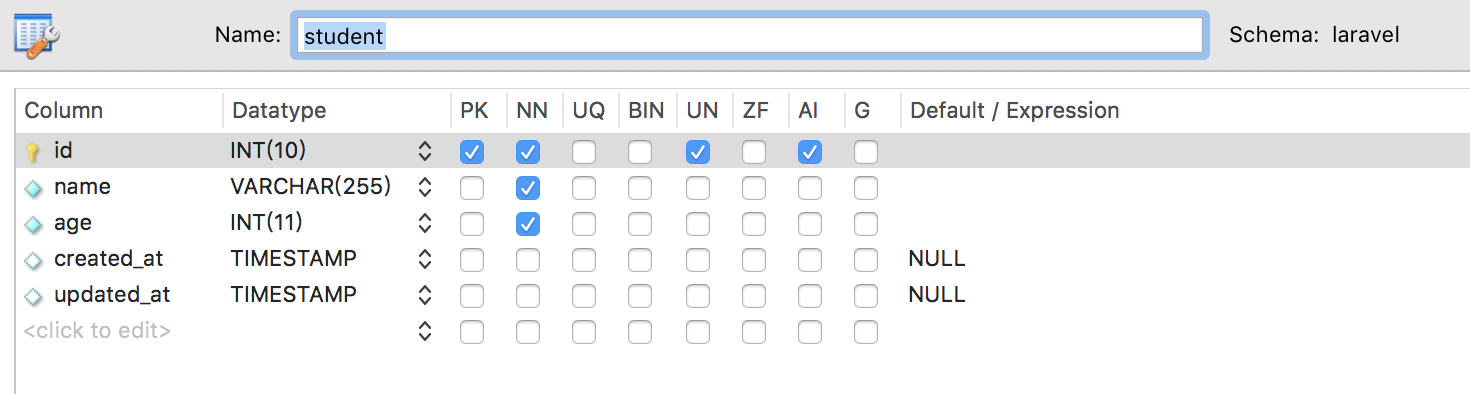 Name: student Schema: laravel
Column Datatype PK NN UQ BIN UN ZF AI G Default / Expression
id INT(10)
name VARCHAR(255)
age INT(11)
created_at TIMESTAMP NULL
updated_at TIMESTAMP NULL
<click to edit>